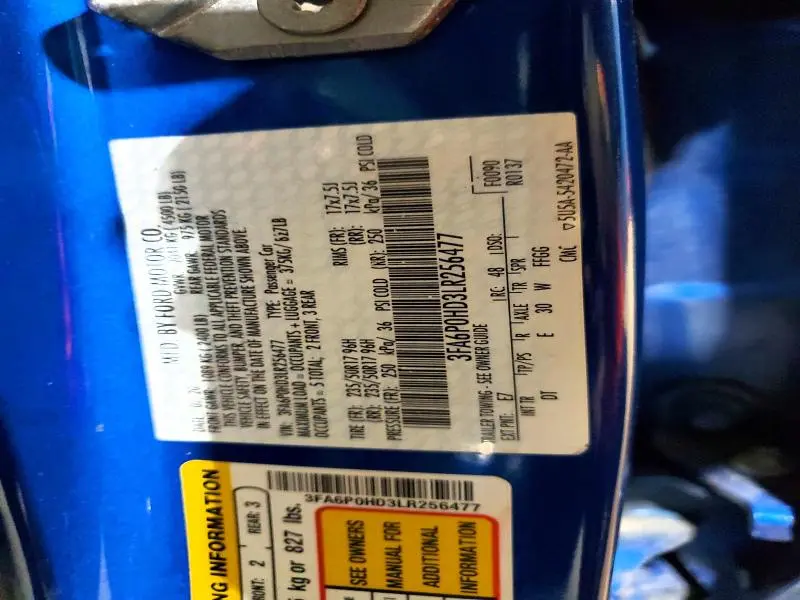 MFD. BY FORD MOTOR CO.
GVWR: KG ( 4500 LB)
FRONT GAWR: 1089 KG ( 2400 LB) REAR GAWR: 975 KG ( 2150 LB)
THIS VEHICLE CONFORMS TO ALL APPLICABLE FEDERAL MOTOR
VEHICLE SAFETY, BUMPER, AND THEFT PREVENTION STANDARDS
IN EFFECT ON THE DATE OF MANUFACTURE SHOWN ABOVE.
VIN: 3FA6P0HD3LR256477 TYPE: Passenger Car
MAXIMUM LOAD = OCCUPANTS + LUGGAGE = 375KG/ 827LB
OCCUPANTS = 5 TOTAL; 2 FRONT, 3 REAR
TIRE (FR): 235/50R17 96H RIMS (FR): 17x7.5J
(RR): 235/50R17 96H (RR): 17x7.5J
PRESSURE (FR): 250 kPa/ 36 PSI COLD (RR): 250 kPa/ 36 PSI COLD
3FA6P0HD3LR256477
TRAILER TOWING - SEE OWNER GUIDE F0090
EXT PNT: E7 RC: 48 DSO: R0137
INT TR TP/PS R AXLE TR SPR
DT E 30 W FFGG
CNC ▽ 5U5A-5420472-AA
3FA6P0HD3LR256477
NG INFORMATION
FRONT: 2 REAR: 3
kg or 827 lbs.
SEE OWNERS
MANUAL FOR
ADDITIONAL
INFORMATION